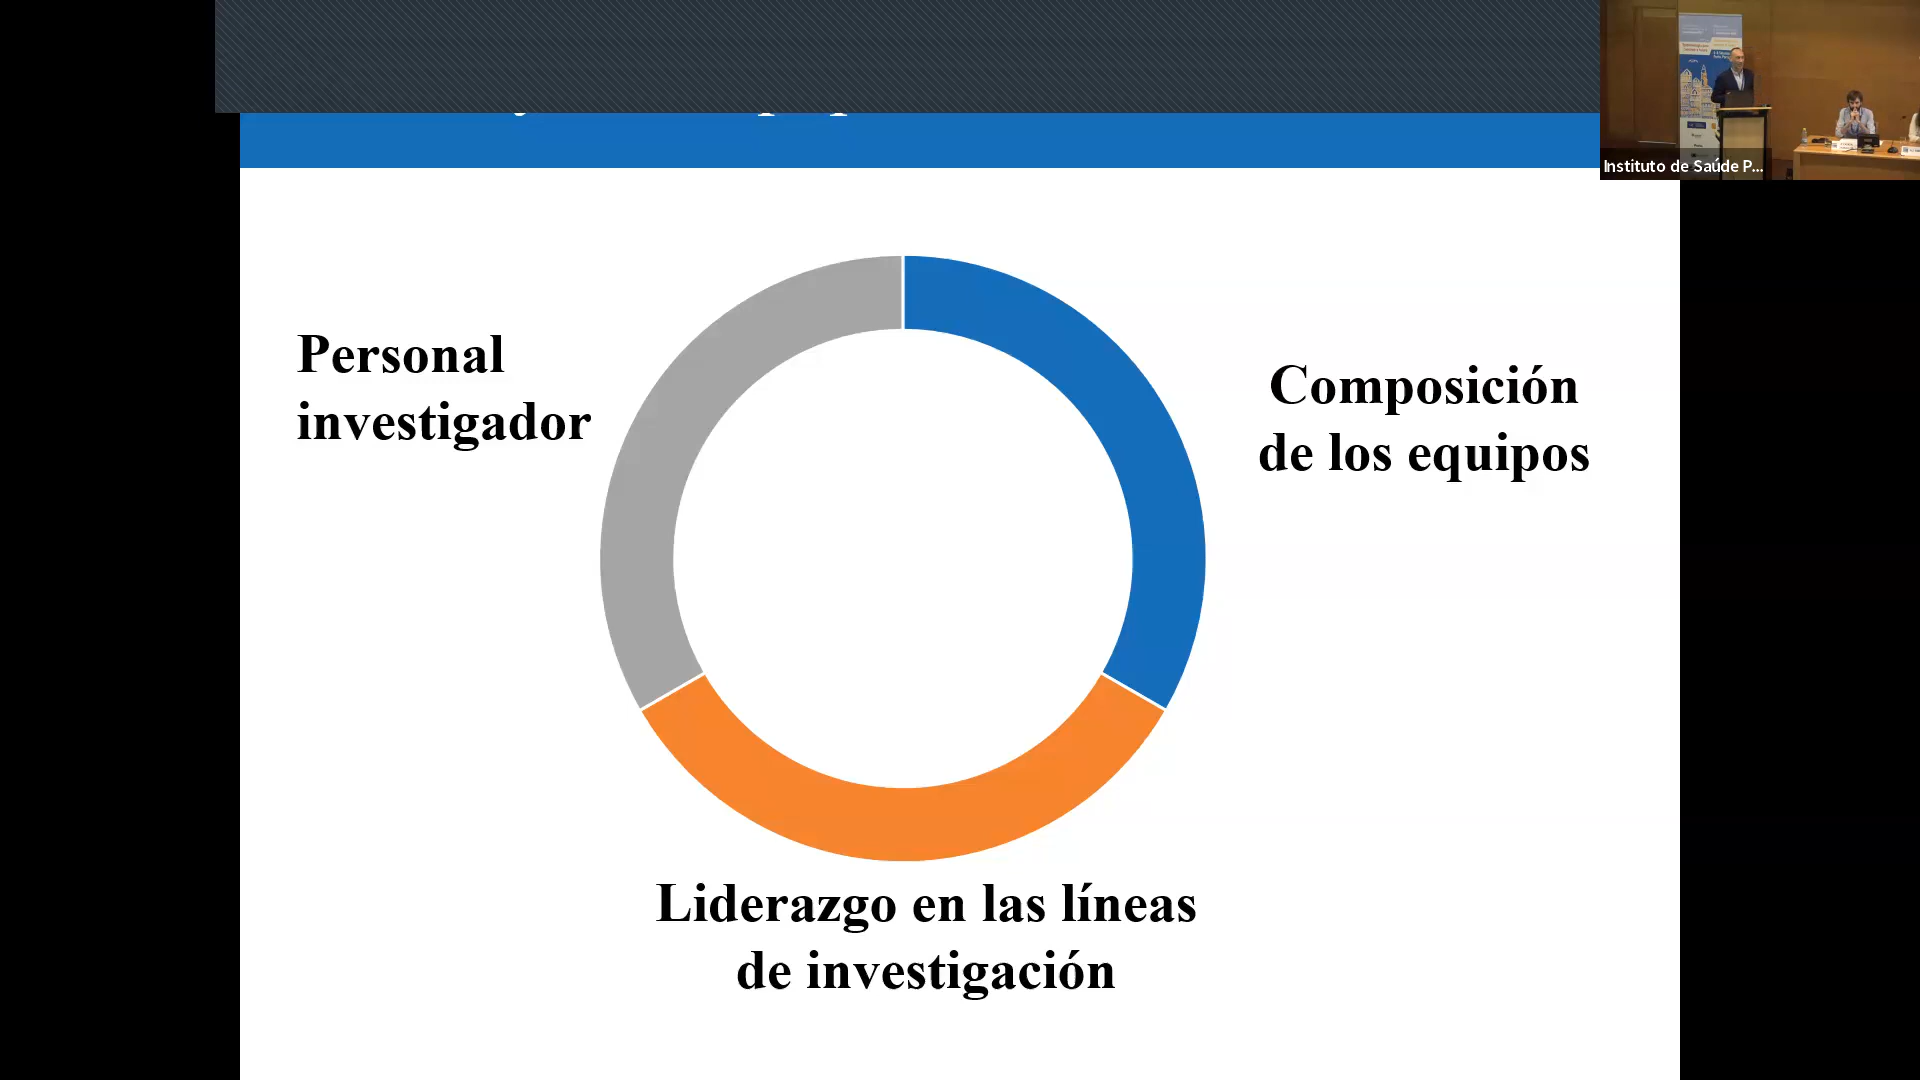 Instituto de Saúde P...
Personal
investigador
Composición
de los equipos
Liderazgo en las líneas
de investigación